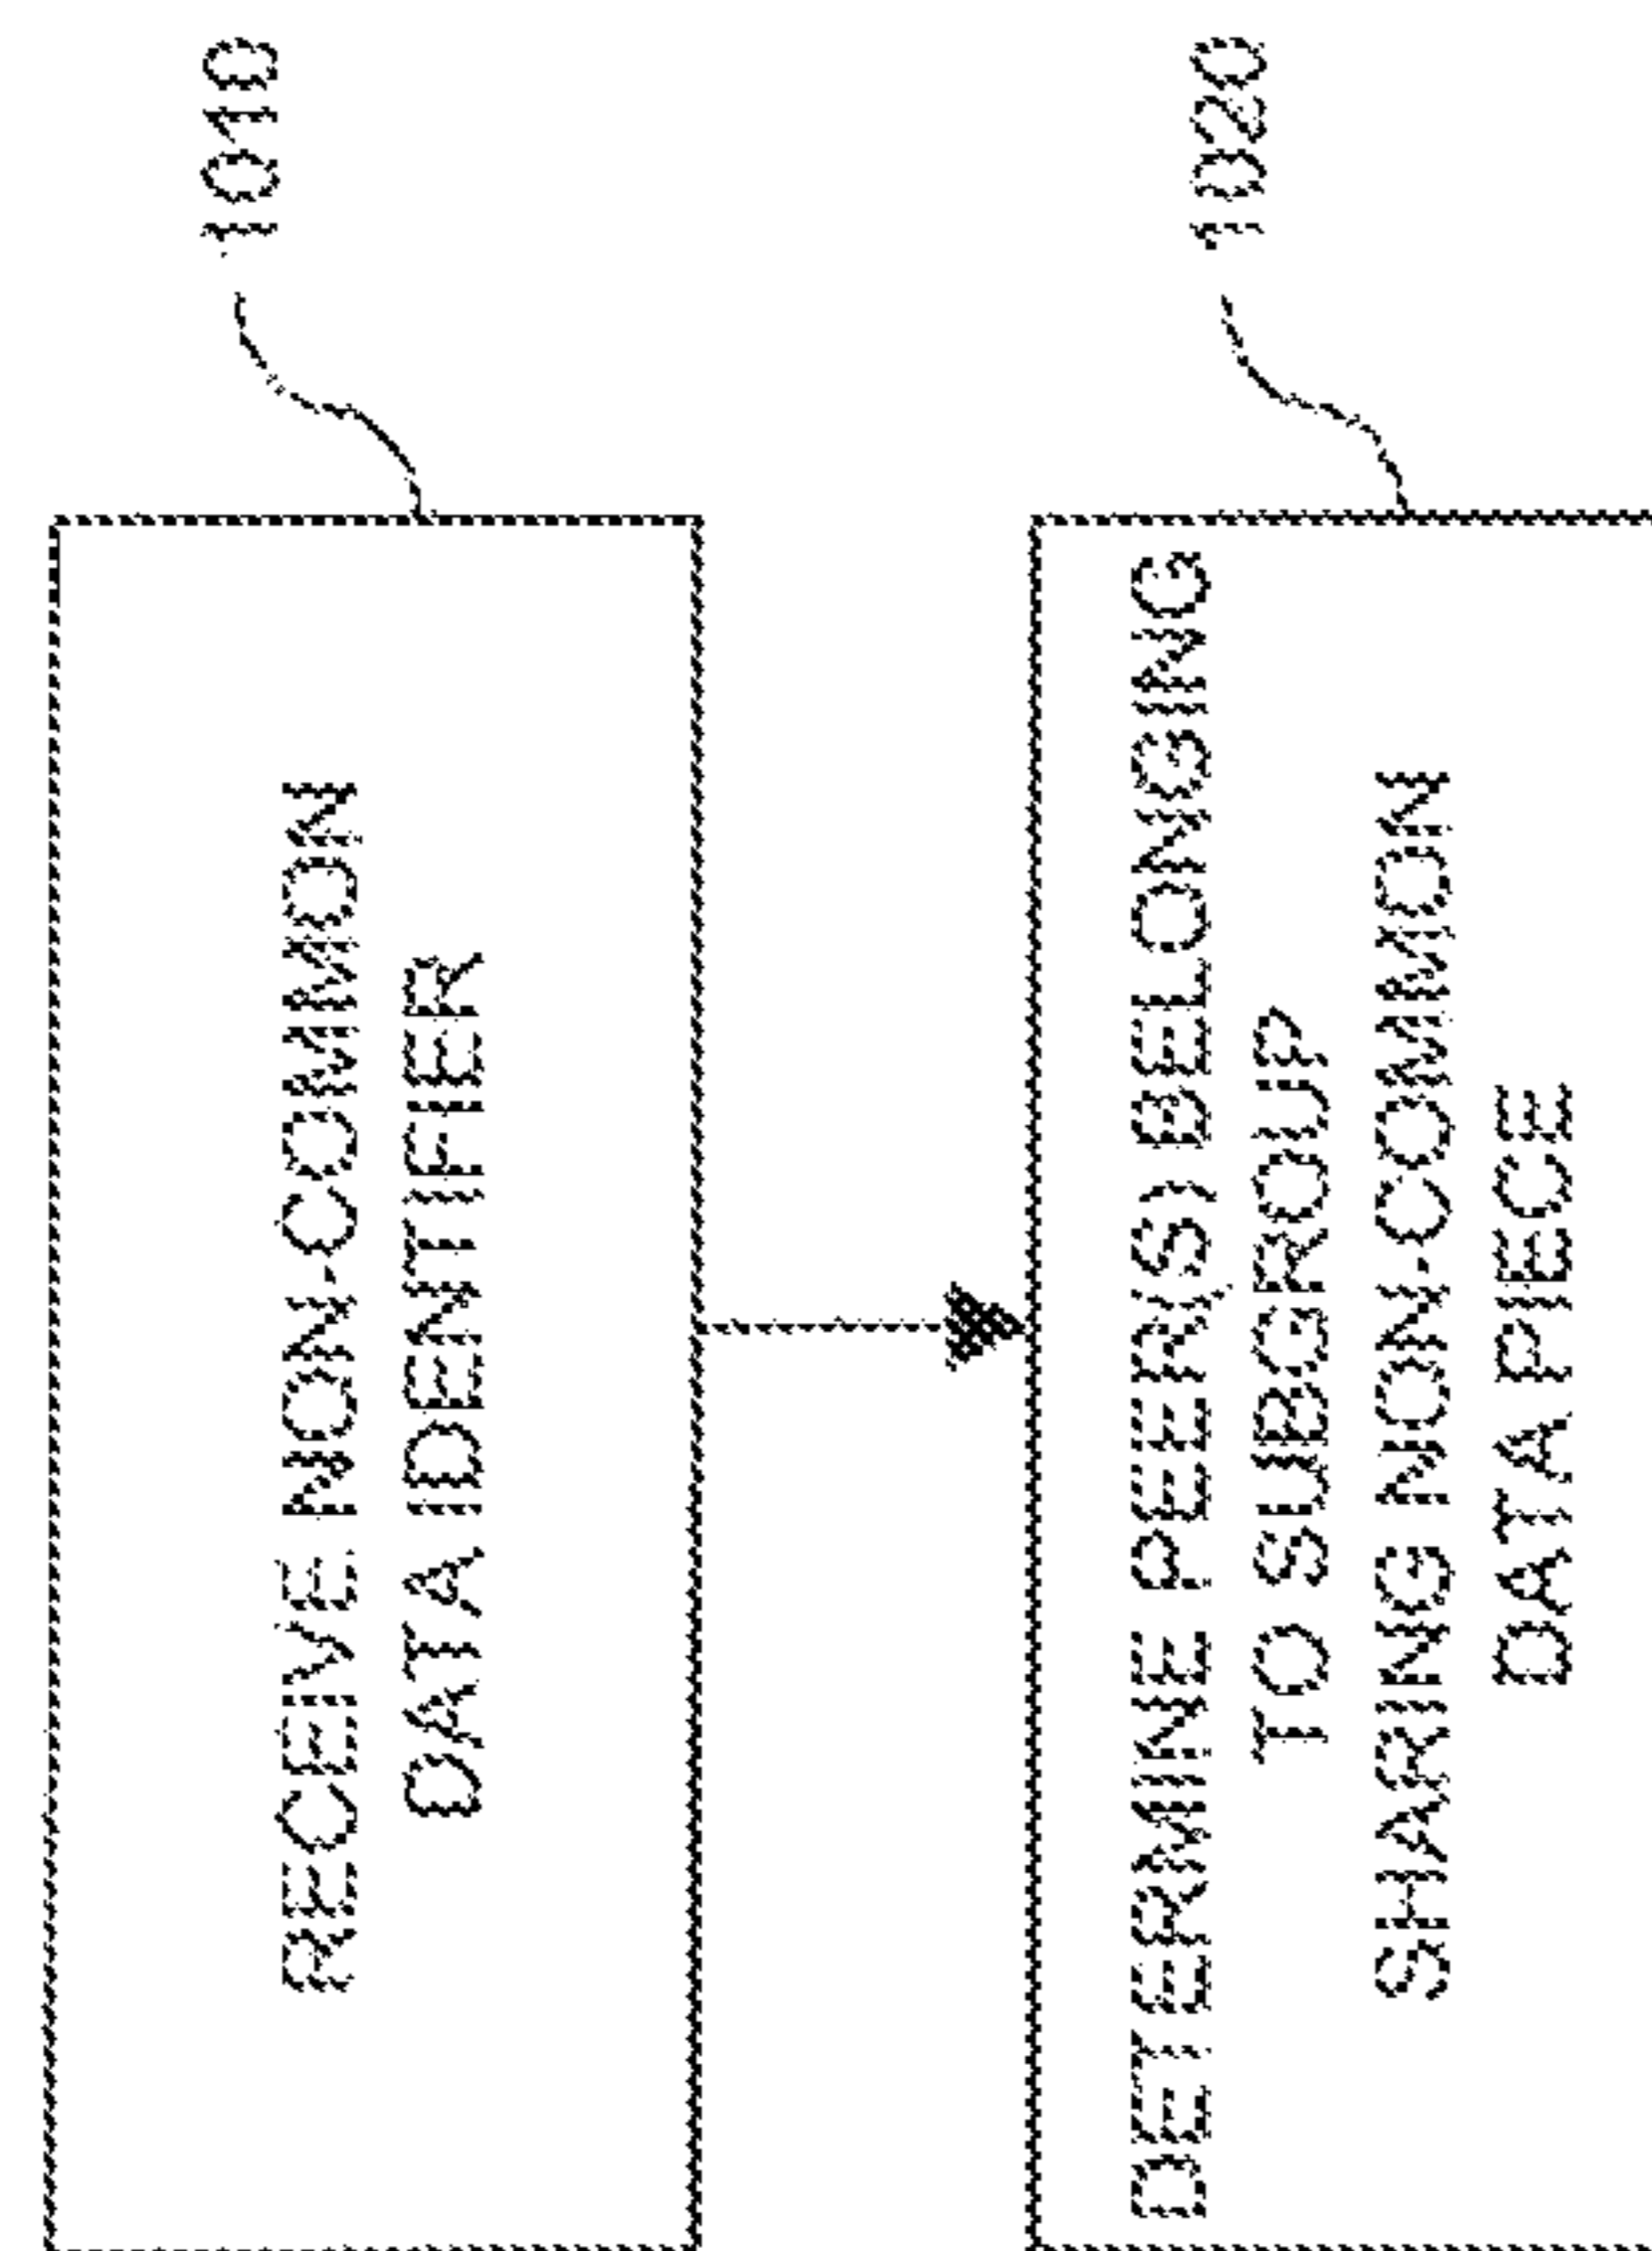 RECEIVE NON-COMMON
DATA IDENTIFIER
1010
DETERMINE PEER(S) BELONGING
TO SUBGROUP
SHARING NON-COMMON
DATA PIECE
1020